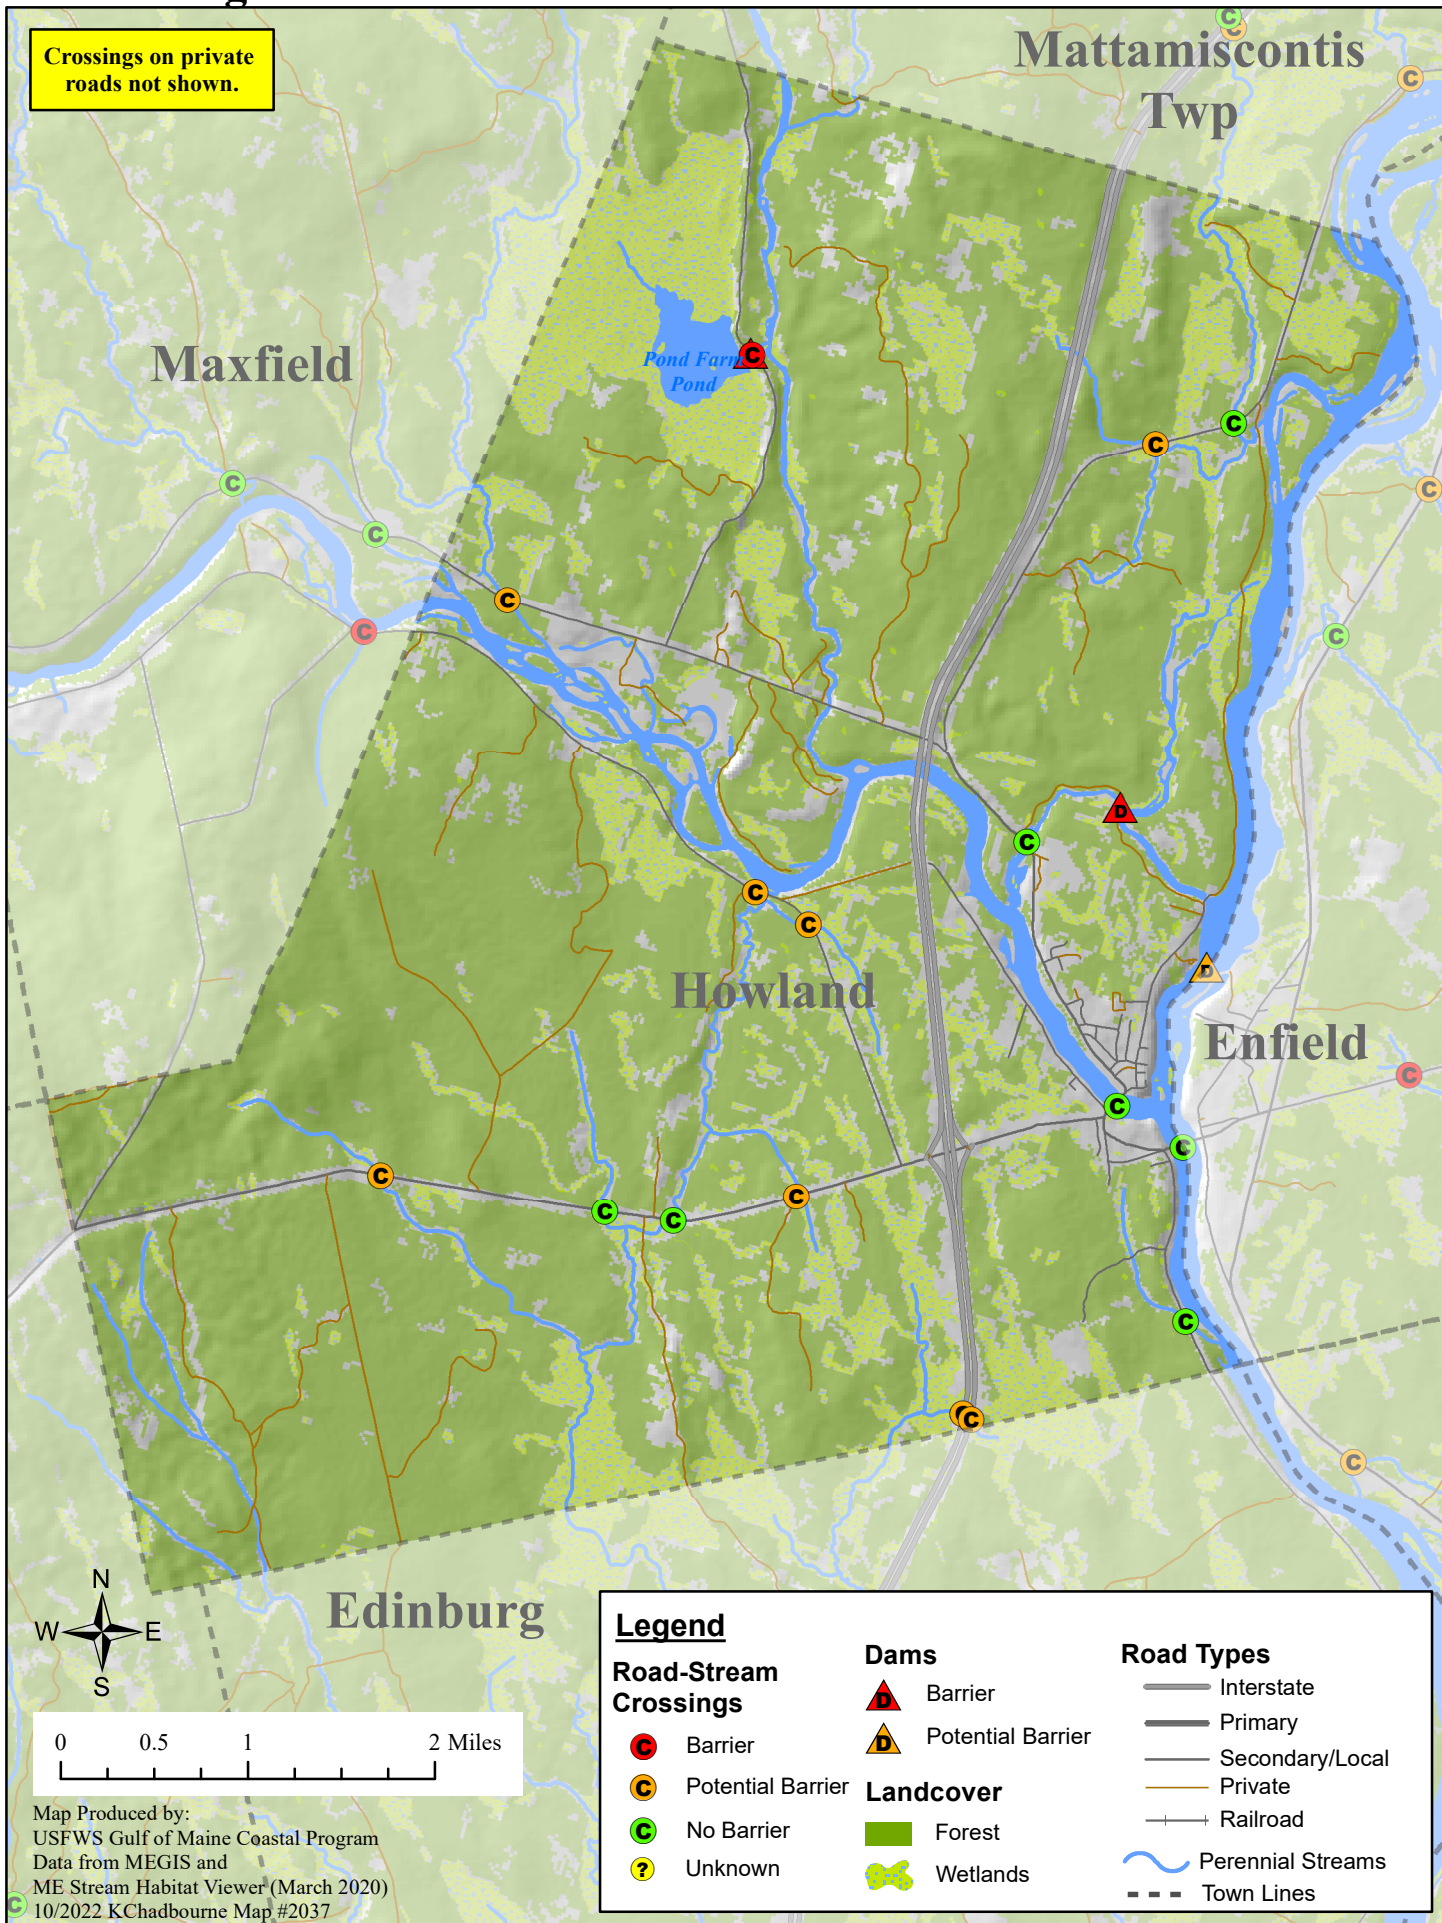 Crossings on private
roads not shown.
Mattamiscontis
Twp
Maxfield
Pond Farm
Pond
Howland
Enfield
Edinburg
N
W E
S
0 0.5 1 2 Miles
Map Produced by:
USFWS Gulf of Maine Coastal Program
Data from MEGIS and
ME Stream Habitat Viewer (March 2020)
10/2022 KChadbourne Map #2037
Legend
Road-Stream
Crossings
C Barrier
C Potential Barrier
C No Barrier
? Unknown
Dams
D Barrier
D Potential Barrier
Landcover
Forest
Wetlands
Road Types
Interstate
Primary
Secondary/Local
Private
Railroad
Perennial Streams
Town Lines